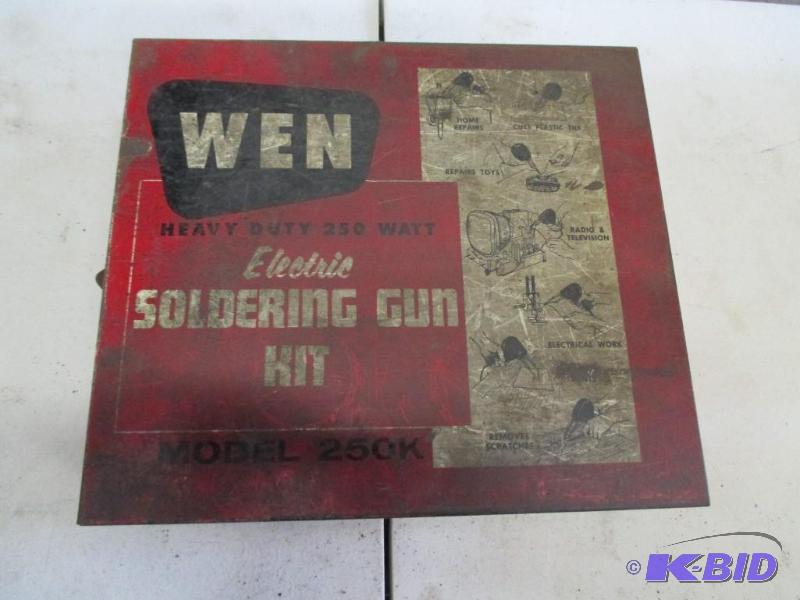 WEN
HEAVY DUTY 250 WATT
Electric
SOLDERING GUN
KIT
MODEL 250K
HOME
REPAIRS
CUTS PLASTIC TILE
REPAIRS TOYS
RADIO &
TELEVISION
ELECTRICAL WORK
REMOVES
SCRATCHES
© K-BID